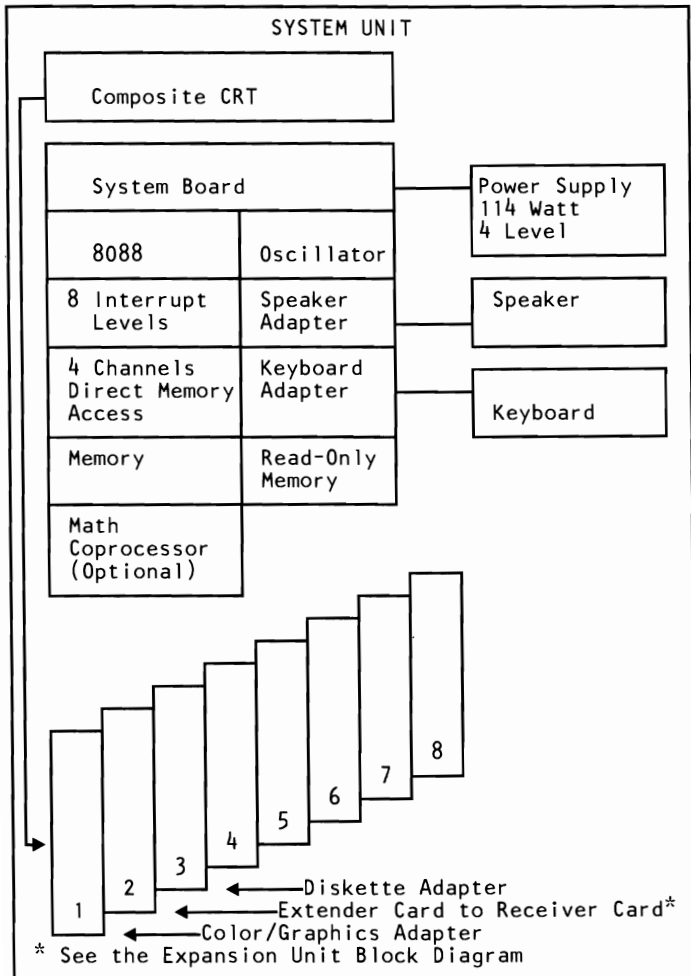 SYSTEM UNIT
Composite CRT
System Board
Power Supply
114 Watt
4 Level
8088
Oscillator
8 Interrupt
Levels
Speaker
Adapter
Speaker
4 Channels
Direct Memory
Access
Keyboard
Adapter
Keyboard
Memory
Read-Only
Memory
Math
Coprocessor
(Optional)
8
7
6
5
4
3
2
1
Diskette Adapter
Extender Card to Receiver Card*
Color/Graphics Adapter
* See the Expansion Unit Block Diagram